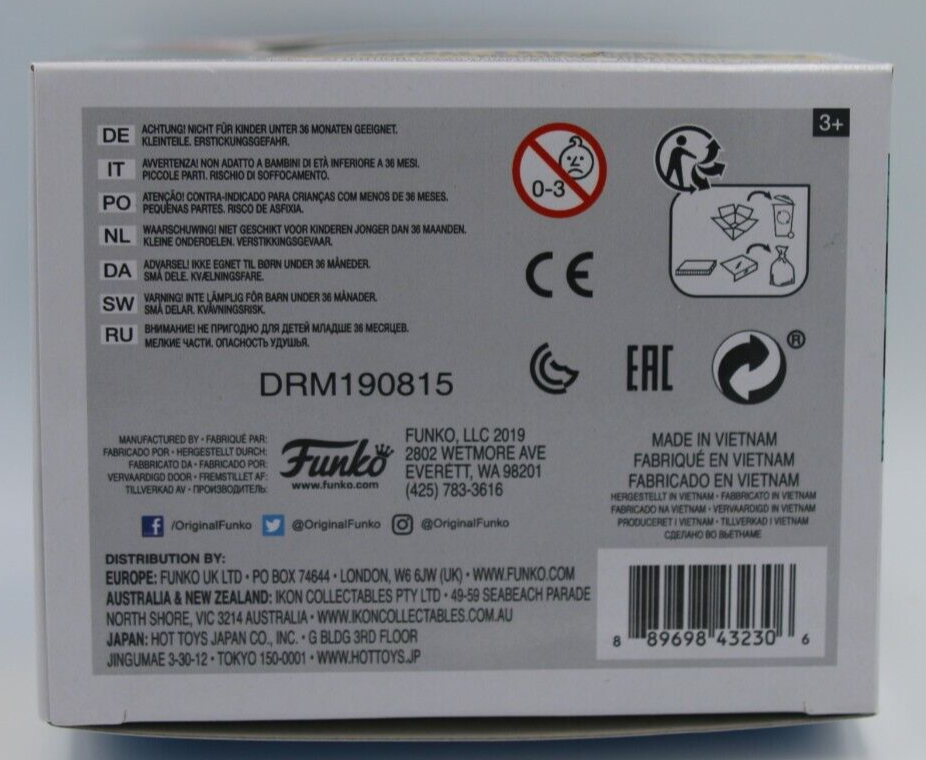 3+
DE ACHTUNG! NICHT FÜR KINDER UNTER 36 MONATEN GEEIGNET.
KLEINTEILE. ERSTICKUNGSGEFAHR.
IT AVVERTENZA! NON ADATTO A BAMBINI DI ETÀ INFERIORE A 36 MESI.
PICCOLE PARTI. RISCHIO DI SOFFOCAMENTO.
PO ATENÇÃO! CONTRA-INDICADO PARA CRIANÇAS COM MENOS DE 36 MESES.
PEQUENAS PARTES. RISCO DE ASFIXIA.
NL WAARSCHUWING! NIET GESCHIKT VOOR KINDEREN JONGER DAN 36 MAANDEN.
KLEINE ONDERDELEN. VERSTIKKINGSGEVAAR.
DA ADVARSEL! IKKE EGNET TIL BØRN UNDER 36 MÅNEDER.
SMÅ DELE. KVÆLNINGSFARE.
SW VARNING! INTE LÄMPLIG FÖR BARN UNDER 36 MÅNADER.
SMÅ DELAR. KVÄVNINGSRISK.
RU ВНИМАНИЕ! НЕ ПРИГОДНО ДЛЯ ДЕТЕЙ МЛАДШЕ 36 МЕСЯЦЕВ.
МЕЛКИЕ ЧАСТИ. ОПАСНОСТЬ УДУШЬЯ.
0-3
CE
EAC
®
DRM190815
MANUFACTURED BY • FABRIQUÉ PAR:
FABRICADO POR • HERGESTELLT DURCH:
FABBRICATO DA • FABRICADO POR:
VERVAARDIGD DOOR • FREMSTILLET AF:
TILLVERKAD AV • ПРОИЗВОДИТЕЛЬ:
Funko
www.funko.com
FUNKO, LLC 2019
2802 WETMORE AVE
EVERETT, WA 98201
(425) 783-3616
MADE IN VIETNAM
FABRIQUÉ EN VIETNAM
FABRICADO EN VIETNAM
HERGESTELLT IN VIETNAM • FABBRICATO IN VIETNAM
FABRICADO NA VIETNAM • VERVAARDIGD IN VIETNAM
PRODUCERET I VIETNAM • TILLVERKAD I VIETNAM
СДЕЛАНО ВО ВЬЕТНАМЕ
/OriginalFunko @OriginalFunko @OriginalFunko
DISTRIBUTION BY:
EUROPE: FUNKO UK LTD • PO BOX 74644 • LONDON, W6 6JW (UK) • WWW.FUNKO.COM
AUSTRALIA & NEW ZEALAND: IKON COLLECTABLES PTY LTD • 49-59 SEABEACH PARADE
NORTH SHORE, VIC 3214 AUSTRALIA • WWW.IKONCOLLECTABLES.COM.AU
JAPAN: HOT TOYS JAPAN CO., INC. • G BLDG 3RD FLOOR
JINGUMAE 3-30-12 • TOKYO 150-0001 • WWW.HOTTOYS.JP
8 89698 43230 6